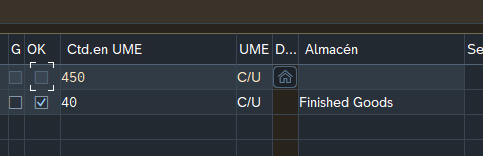 G OK Ctd.en UME UME D... Almacén Se
450 C/U
40 C/U Finished Goods